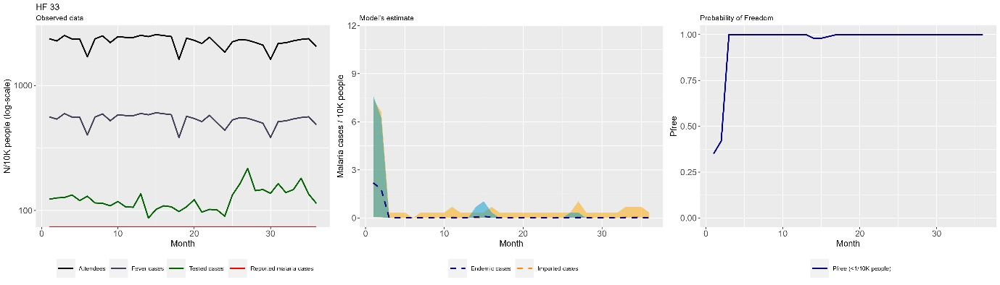 HF 33
Observed data
N/10K people (log-scale)
1000
100
0
10
20
30
Month
Attendees
Fever cases
Tested cases
Reported malaria cases
Model's estimate
Malaria cases / 10K people
12
9
6
3
0
0
10
20
30
Month
Endemic cases
Imported cases
Probability of Freedom
Pfree
1.00
0.75
0.50
0.25
0.00
0
10
20
30
Month
Pfree (<1/10K people)